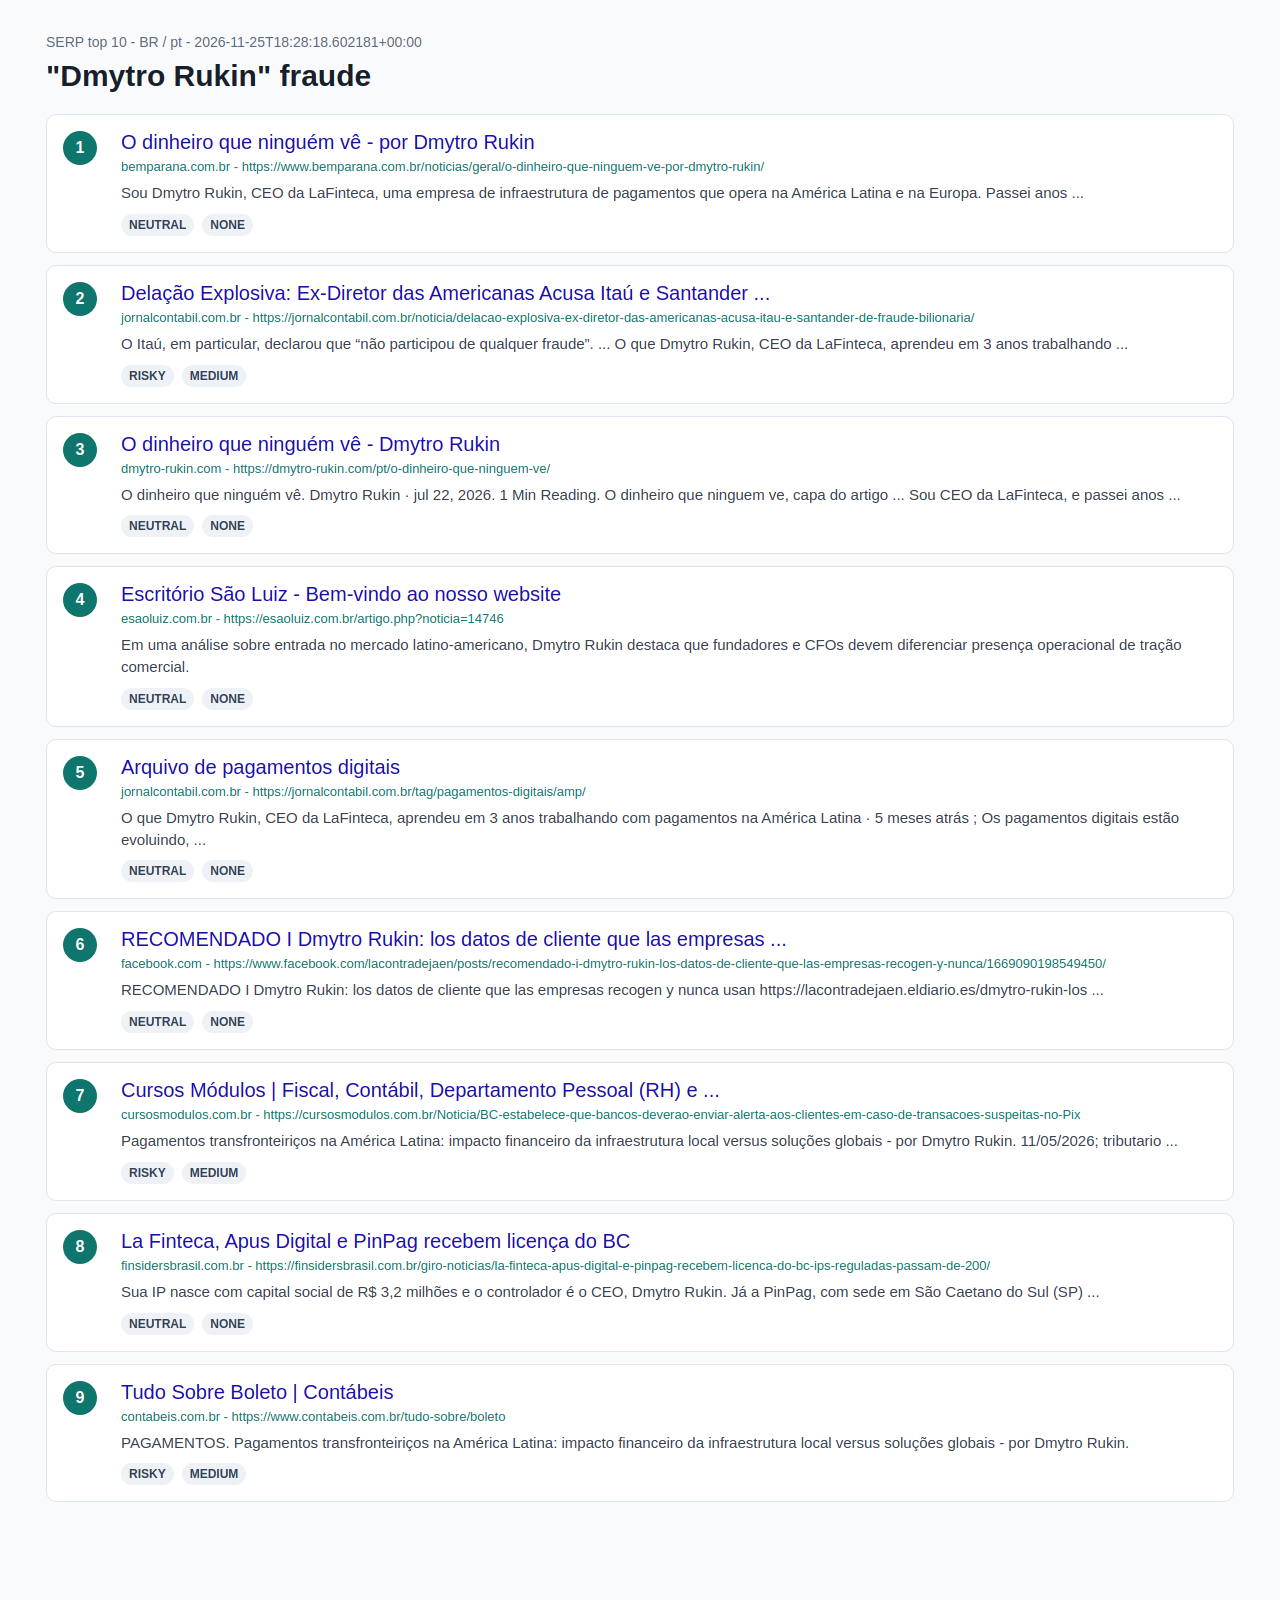 SERP top 10 - BR / pt - 2026-11-25T18:28:18.602181+00:00
"Dmytro Rukin" fraude
1
O dinheiro que ninguém vê - por Dmytro Rukin
bemparana.com.br - https://www.bemparana.com.br/noticias/geral/o-dinheiro-que-ninguem-ve-por-dmytro-rukin/
Sou Dmytro Rukin, CEO da LaFinteca, uma empresa de infraestrutura de pagamentos que opera na América Latina e na Europa. Passei anos ...
NEUTRAL NONE
2
Delação Explosiva: Ex-Diretor das Americanas Acusa Itaú e Santander ...
jornalcontabil.com.br - https://jornalcontabil.com.br/noticia/delacao-explosiva-ex-diretor-das-americanas-acusa-itau-e-santander-de-fraude-bilionaria/
O Itaú, em particular, declarou que “não participou de qualquer fraude”. ... O que Dmytro Rukin, CEO da LaFinteca, aprendeu em 3 anos trabalhando ...
RISKY MEDIUM
3
O dinheiro que ninguém vê - Dmytro Rukin
dmytro-rukin.com - https://dmytro-rukin.com/pt/o-dinheiro-que-ninguem-ve/
O dinheiro que ninguém vê. Dmytro Rukin · jul 22, 2026. 1 Min Reading. O dinheiro que ninguem ve, capa do artigo ... Sou CEO da LaFinteca, e passei anos ...
NEUTRAL NONE
4
Escritório São Luiz - Bem-vindo ao nosso website
esaoluiz.com.br - https://esaoluiz.com.br/artigo.php?noticia=14746
Em uma análise sobre entrada no mercado latino-americano, Dmytro Rukin destaca que fundadores e CFOs devem diferenciar presença operacional de tração
comercial.
NEUTRAL NONE
5
Arquivo de pagamentos digitais
jornalcontabil.com.br - https://jornalcontabil.com.br/tag/pagamentos-digitais/amp/
O que Dmytro Rukin, CEO da LaFinteca, aprendeu em 3 anos trabalhando com pagamentos na América Latina · 5 meses atrás ; Os pagamentos digitais estão
evoluindo, ...
NEUTRAL NONE
6
RECOMENDADO I Dmytro Rukin: los datos de cliente que las empresas ...
facebook.com - https://www.facebook.com/lacontradejaen/posts/recomendado-i-dmytro-rukin-los-datos-de-cliente-que-las-empresas-recogen-y-nunca/1669090198549450/
RECOMENDADO I Dmytro Rukin: los datos de cliente que las empresas recogen y nunca usan https://lacontradejaen.eldiario.es/dmytro-rukin-los ...
NEUTRAL NONE
7
Cursos Módulos | Fiscal, Contábil, Departamento Pessoal (RH) e ...
cursosmodulos.com.br - https://cursosmodulos.com.br/Noticia/BC-estabelece-que-bancos-deverao-enviar-alerta-aos-clientes-em-caso-de-transacoes-suspeitas-no-Pix
Pagamentos transfronteiriços na América Latina: impacto financeiro da infraestrutura local versus soluções globais - por Dmytro Rukin. 11/05/2026; tributario ...
RISKY MEDIUM
8
La Finteca, Apus Digital e PinPag recebem licença do BC
finsidersbrasil.com.br - https://finsidersbrasil.com.br/giro-noticias/la-finteca-apus-digital-e-pinpag-recebem-licenca-do-bc-ips-reguladas-passam-de-200/
Sua IP nasce com capital social de R$ 3,2 milhões e o controlador é o CEO, Dmytro Rukin. Já a PinPag, com sede em São Caetano do Sul (SP) ...
NEUTRAL NONE
9
Tudo Sobre Boleto | Contábeis
contabeis.com.br - https://www.contabeis.com.br/tudo-sobre/boleto
PAGAMENTOS. Pagamentos transfronteiriços na América Latina: impacto financeiro da infraestrutura local versus soluções globais - por Dmytro Rukin.
RISKY MEDIUM